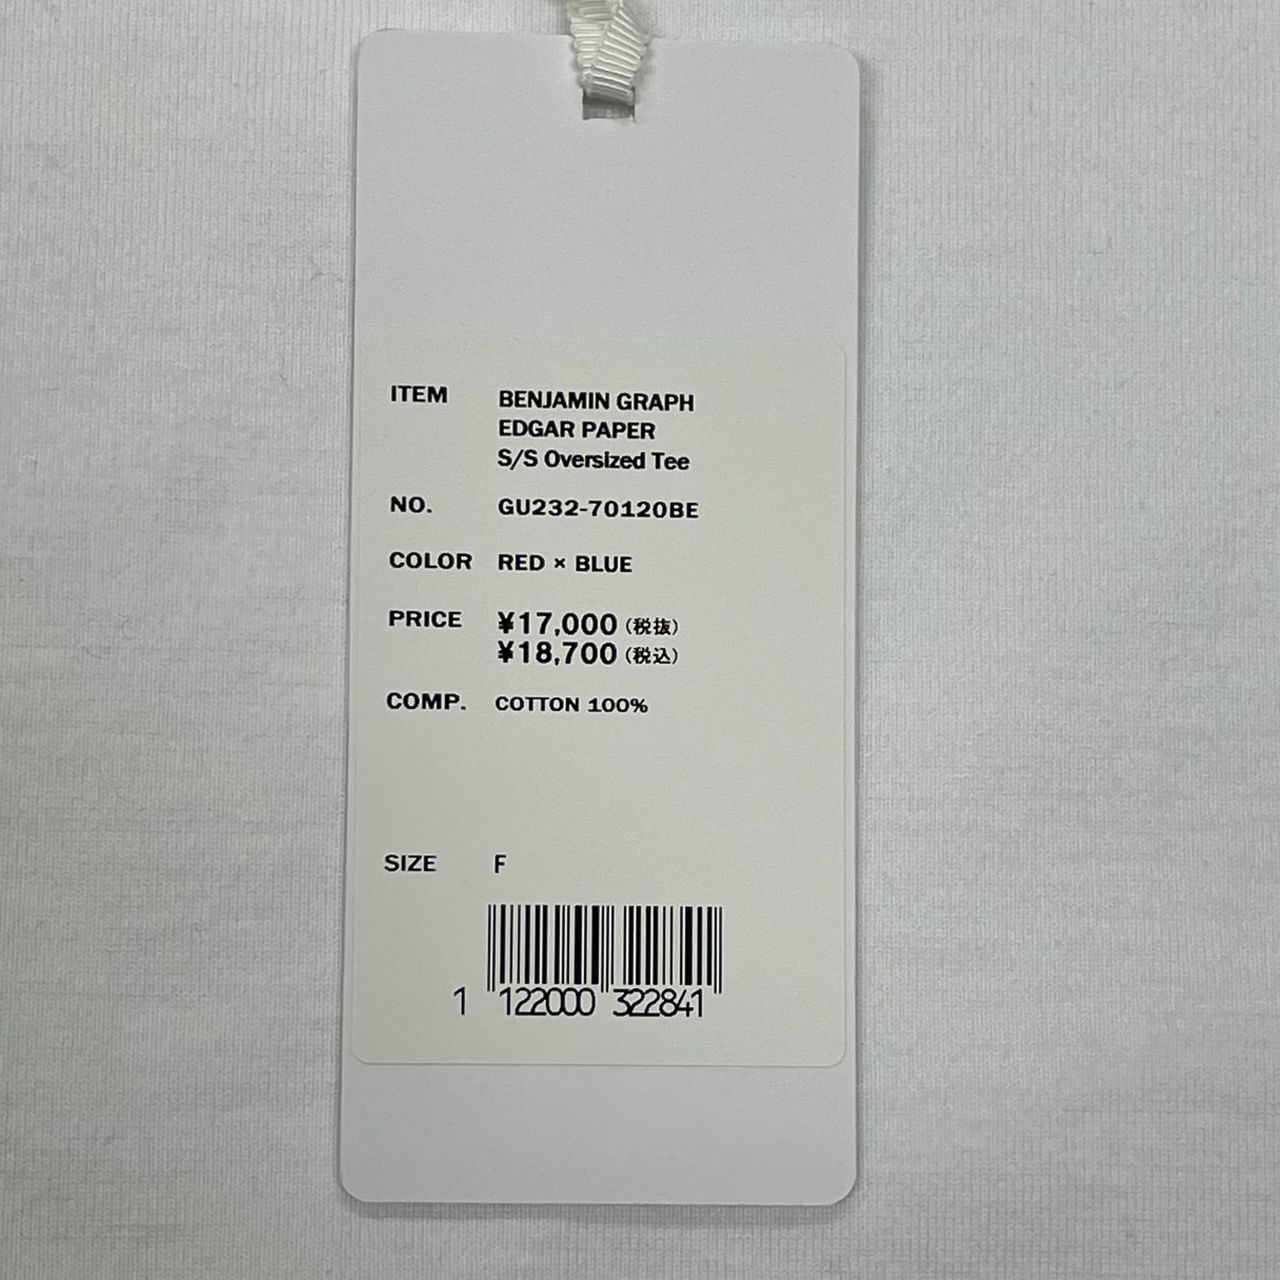 ITEM BENJAMIN GRAPH
EDGAR PAPER
S/S Oversized Tee
NO. GU232-70120BE
COLOR RED × BLUE
PRICE ¥17,000 (税抜)
¥18,700 (税込)
COMP. COTTON 100%
SIZE F
1 122000 322841